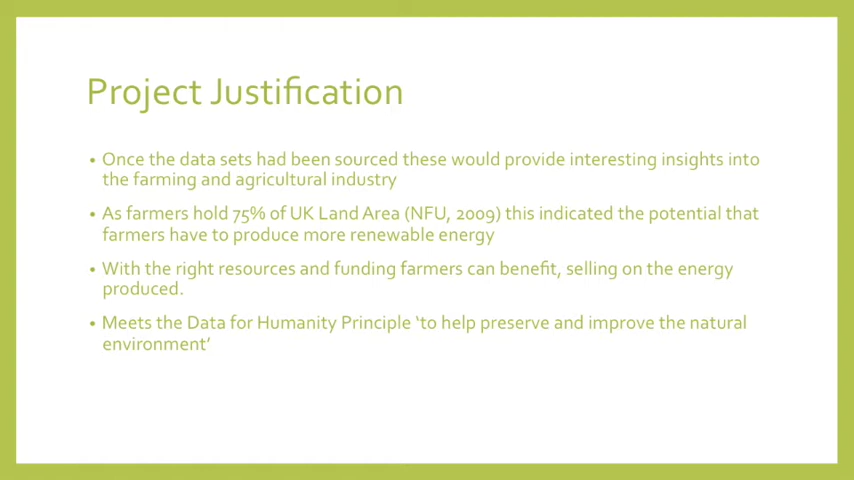 Project Justification
• Once the data sets had been sourced these would provide interesting insights into
the farming and agricultural industry
• As farmers hold 75% of UK Land Area (NFU, 2009) this indicated the potential that
farmers have to produce more renewable energy
• With the right resources and funding farmers can benefit, selling on the energy
produced.
• Meets the Data for Humanity Principle ‘to help preserve and improve the natural
environment’